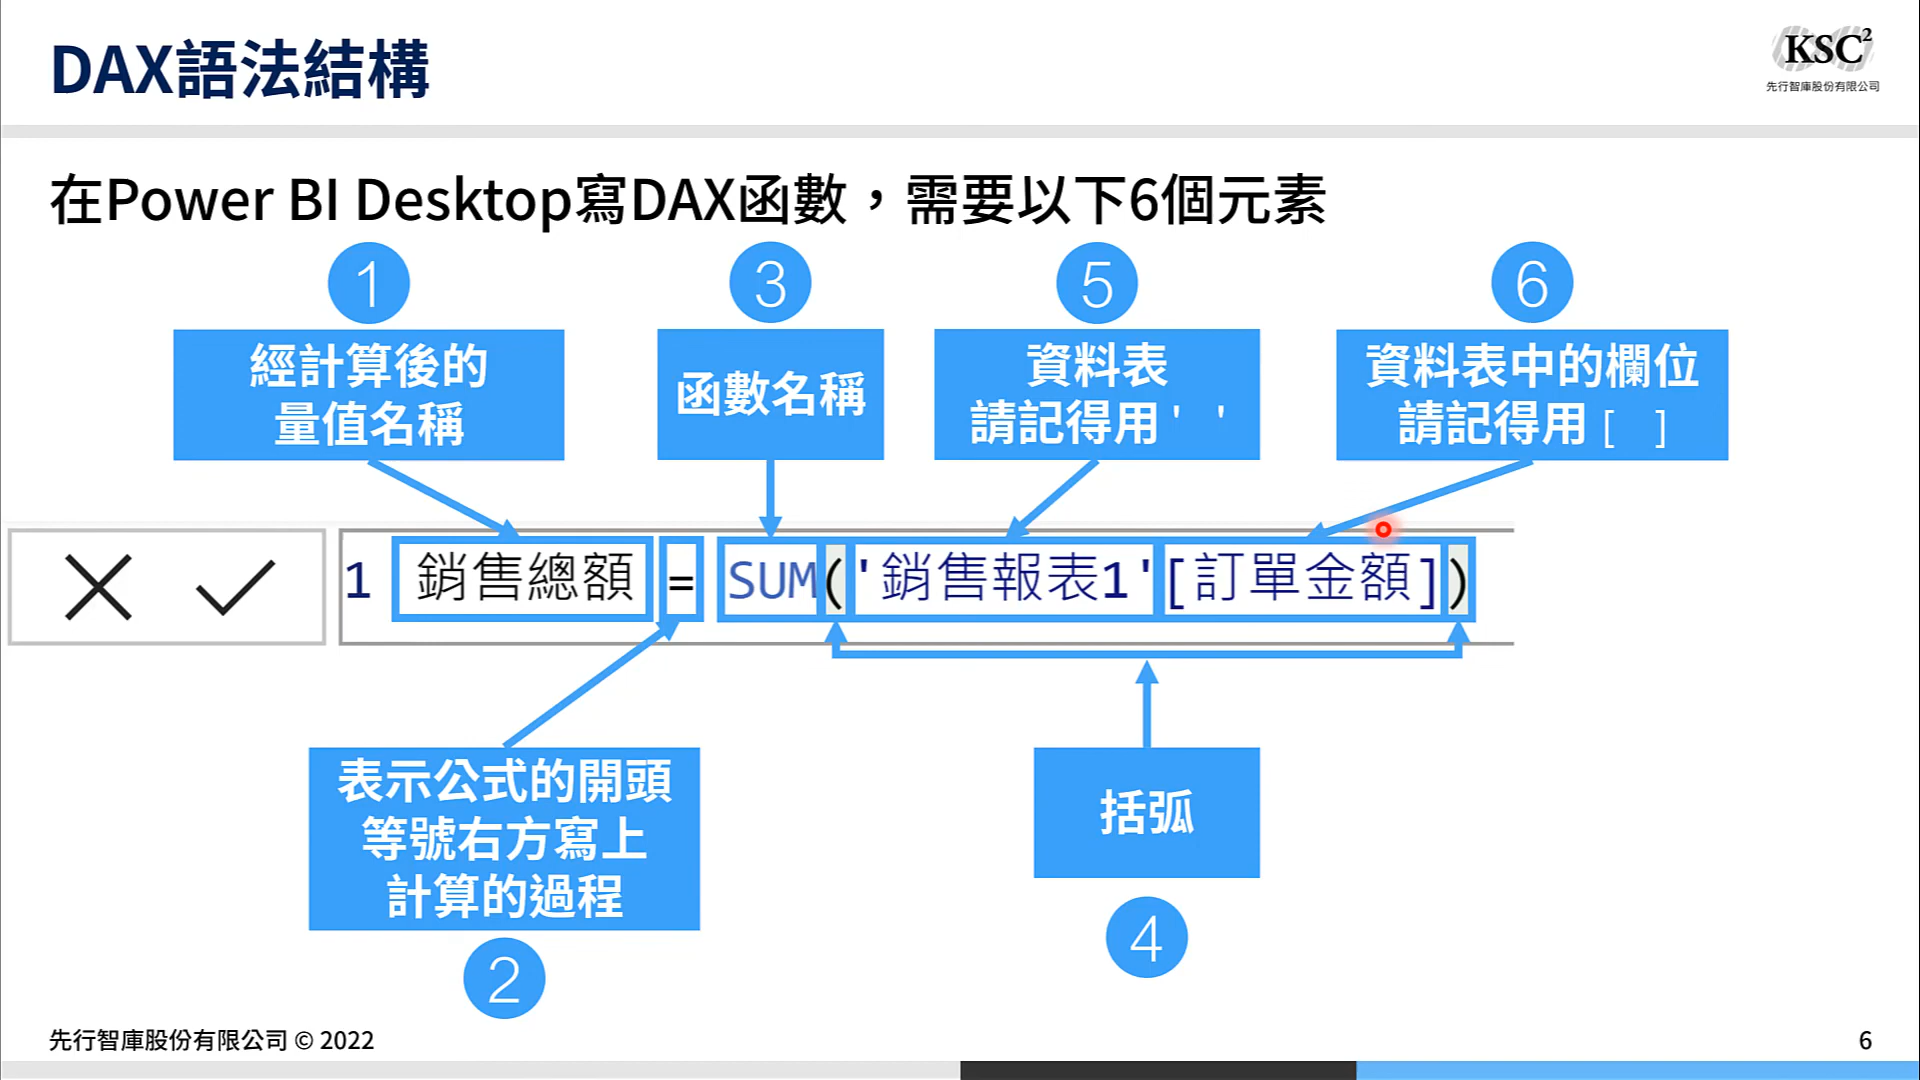 DAX語法結構
KSC²
先行智庫股份有限公司
在Power BI Desktop寫DAX函數，需要以下6個元素
1
3
5
6
經計算後的
量值名稱
函數名稱
資料表
請記得用' '
資料表中的欄位
請記得用[ ]
1 銷售總額 = SUM('銷售報表1'[訂單金額])
表示公式的開頭
等號右方寫上
計算的過程
括弧
2
4
先行智庫股份有限公司 © 2022
6